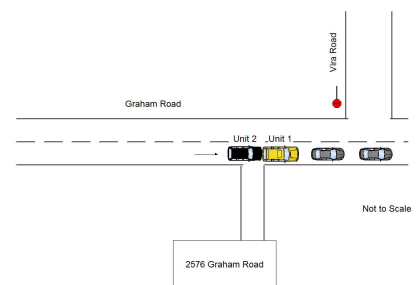 Vira Road
Graham Road
Unit 2
Unit 1
Not to Scale
2576 Graham Road